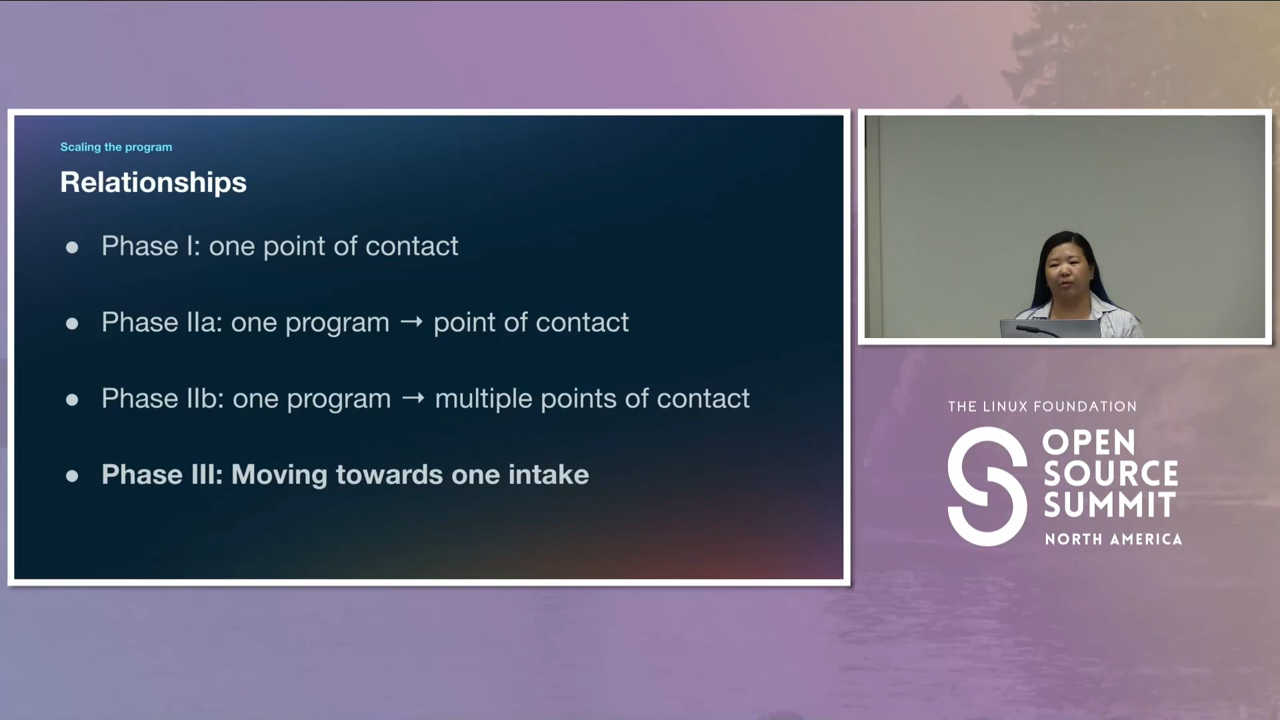 Scaling the program
Relationships
● Phase I: one point of contact
● Phase IIa: one program → point of contact
● Phase IIb: one program → multiple points of contact
● Phase III: Moving towards one intake
THE LINUX FOUNDATION
OPEN
SOURCE
SUMMIT
NORTH AMERICA